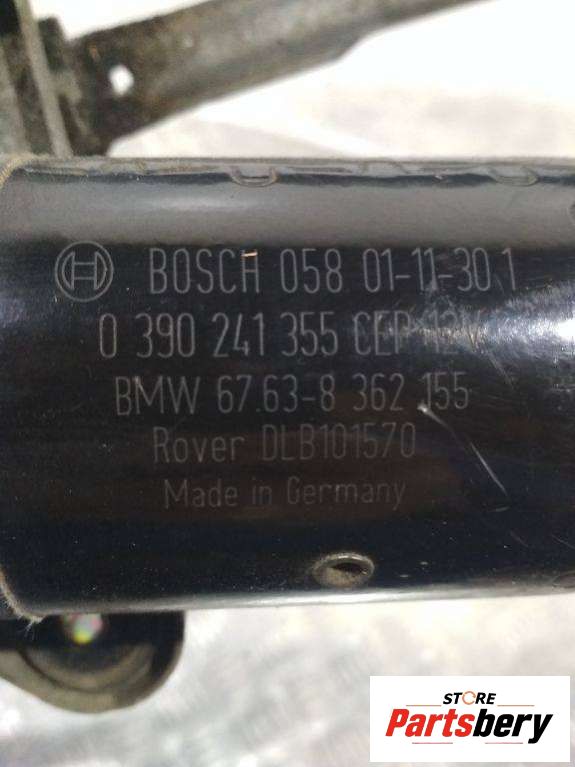 BOSCH 058 01-11-30 1
0 390 241 355 CEP 12V
BMW 67.63-8 362 155
Rover DLB101570
Made in Germany
STORE
Partsbery